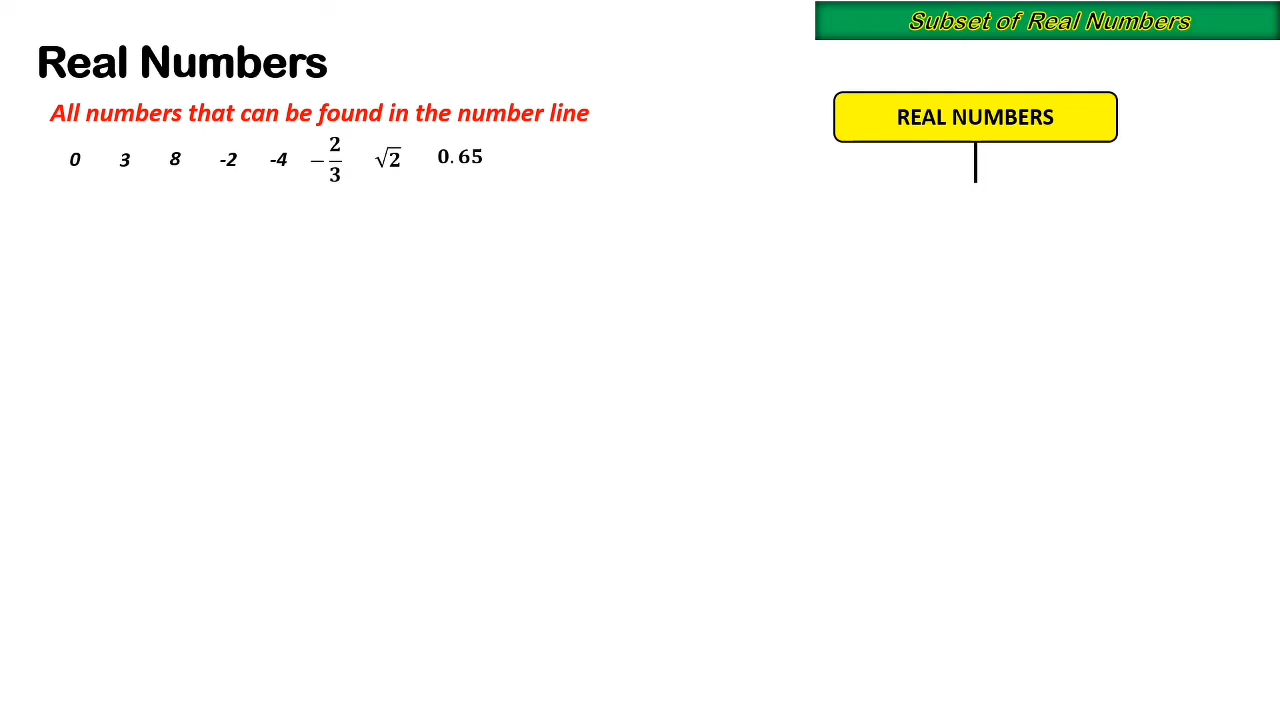 Subset of Real Numbers
Real Numbers
All numbers that can be found in the number line
REAL NUMBERS
0 3 8 -2 -4 −2/3 √2 0.65